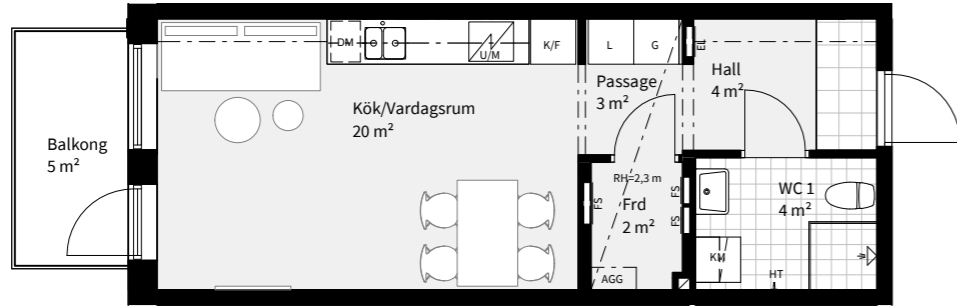 DM
U/M
K/F
L
G
EL
Hall
4 m²
Passage
3 m²
Kök/Vardagsrum
20 m²
Balkong
5 m²
RH=2,3 m
FS
Frd
2 m²
FS
FS
WC 1
4 m²
KM
HT
AGG